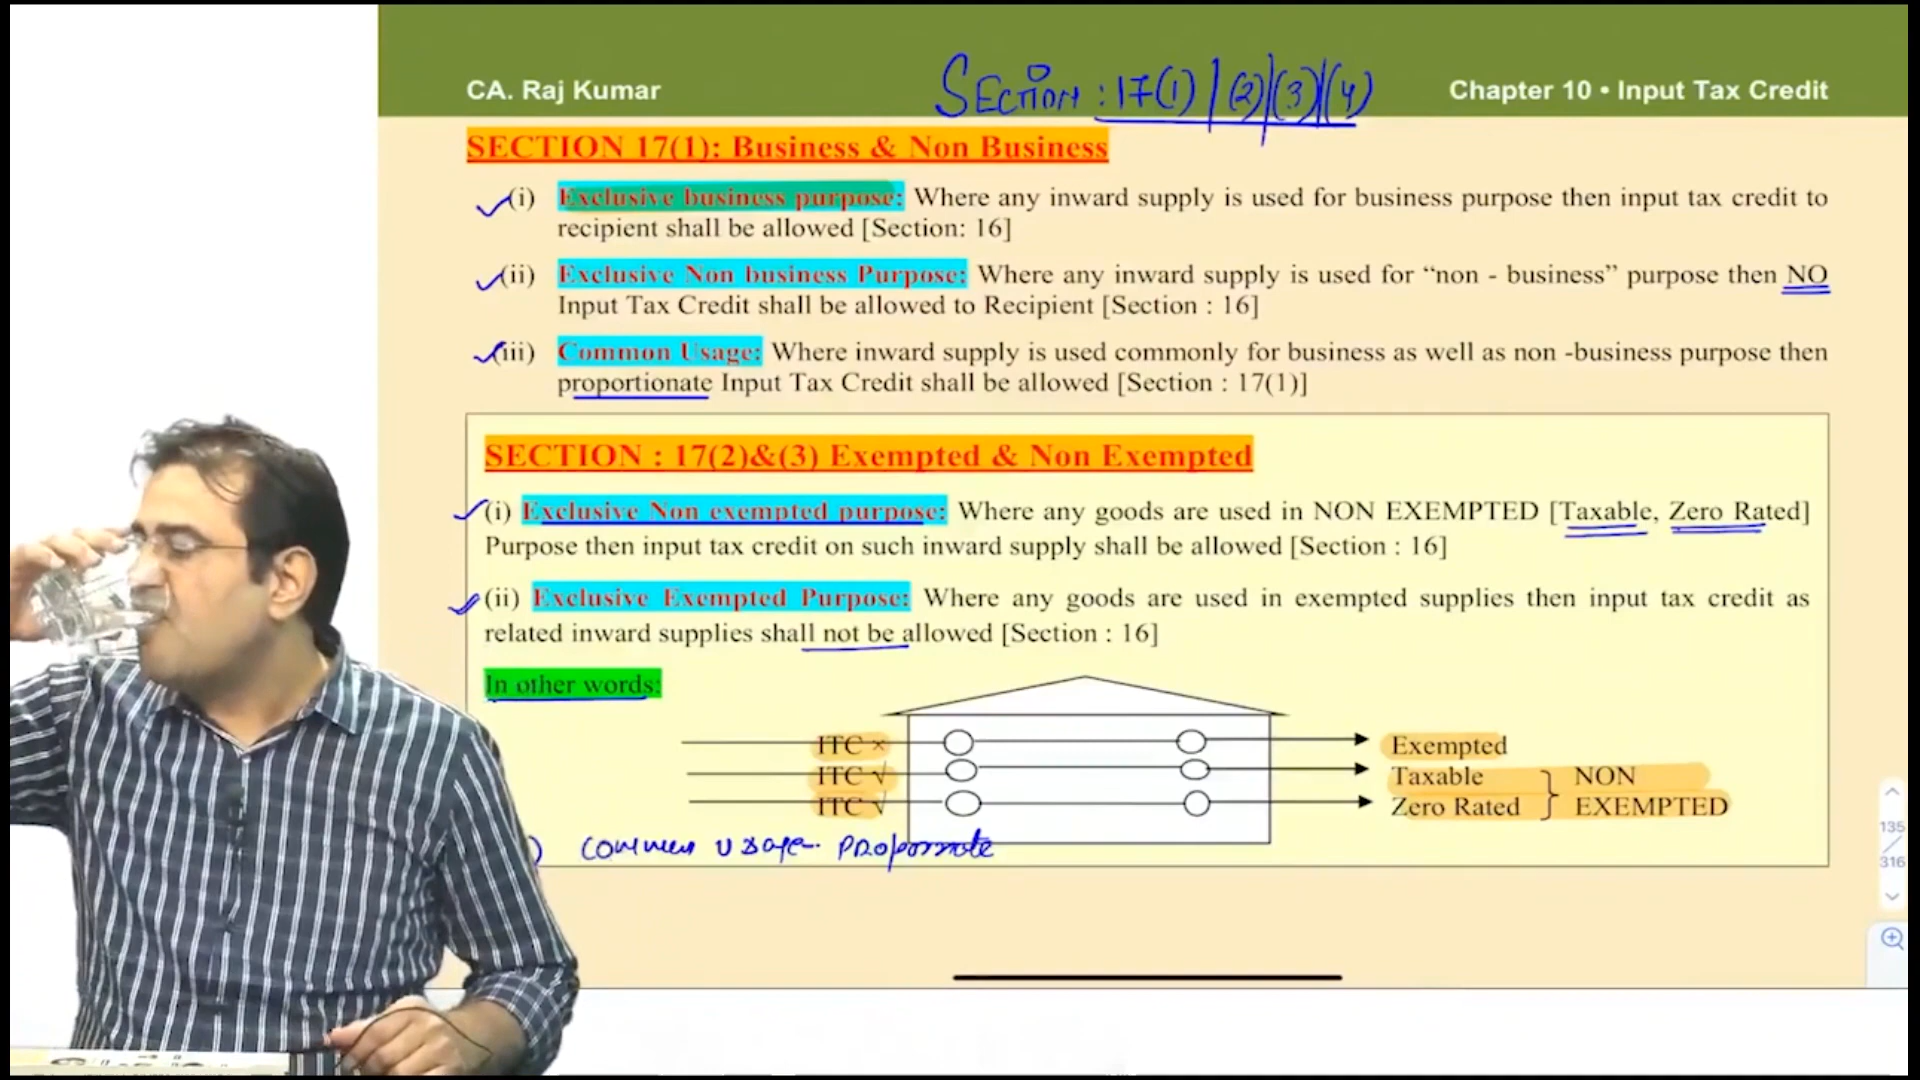 CA. Raj Kumar
SECTION : 17(1) | (2) | (3) | (4)
Chapter 10 • Input Tax Credit
SECTION 17(1): Business & Non Business
(i) Exclusive business purpose: Where any inward supply is used for business purpose then input tax credit to
recipient shall be allowed [Section: 16]
(ii) Exclusive Non business Purpose: Where any inward supply is used for “non - business” purpose then NO
Input Tax Credit shall be allowed to Recipient [Section : 16]
(iii) Common Usage: Where inward supply is used commonly for business as well as non -business purpose then
proportionate Input Tax Credit shall be allowed [Section : 17(1)]
SECTION : 17(2)&(3) Exempted & Non Exempted
(i) Exclusive Non exempted purpose: Where any goods are used in NON EXEMPTED [Taxable, Zero Rated]
Purpose then input tax credit on such inward supply shall be allowed [Section : 16]
(ii) Exclusive Exempted Purpose: Where any goods are used in exempted supplies then input tax credit as
related inward supplies shall not be allowed [Section : 16]
In other words:
ITC × Exempted
ITC √ Taxable } NON
ITC √ Zero Rated } EXEMPTED
) common usage- proportionate
135
/
316